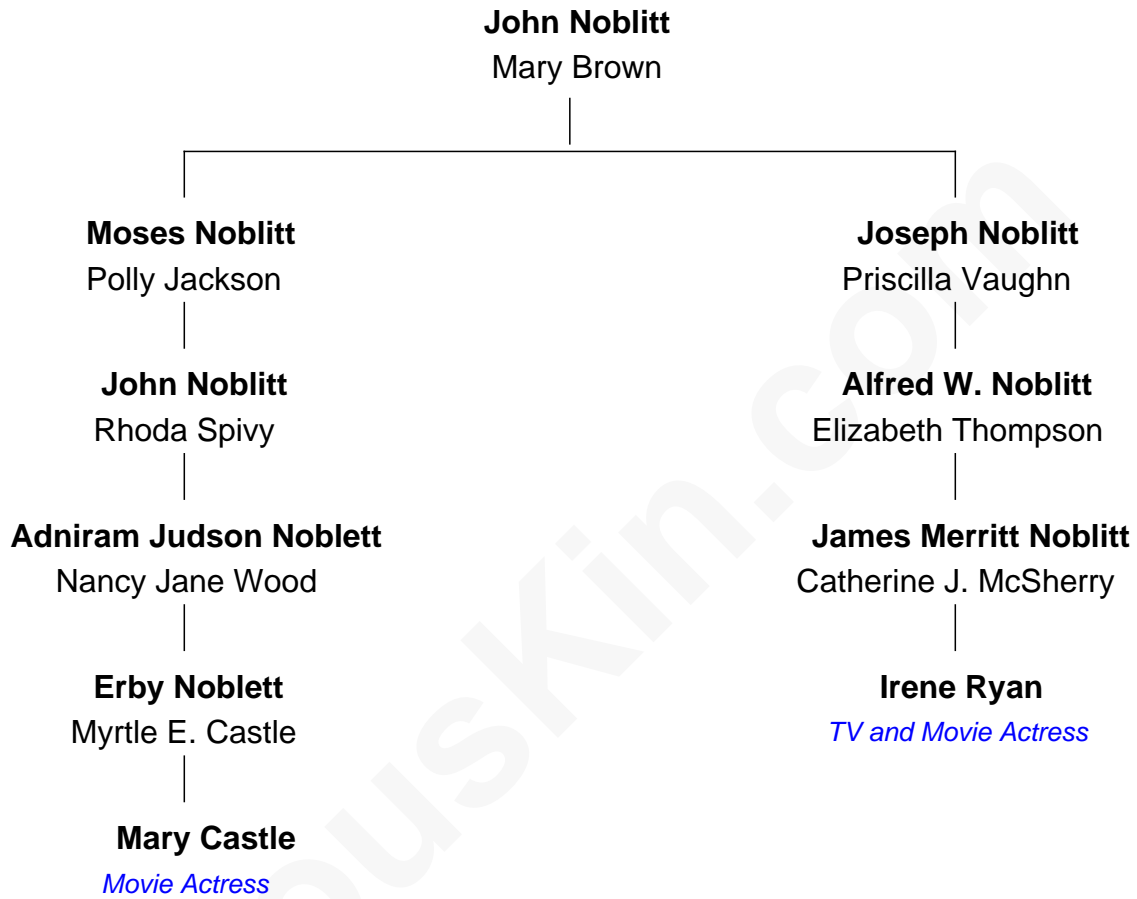 John Noblitt
Mary Brown
Moses Noblitt
Polly Jackson
Joseph Noblitt
Priscilla Vaughn
John Noblitt
Rhoda Spivy
Alfred W. Noblitt
Elizabeth Thompson
Adniram Judson Noblett
Nancy Jane Wood
James Merritt Noblitt
Catherine J. McSherry
Erby Noblett
Myrtle E. Castle
Irene Ryan
TV and Movie Actress
Mary Castle
Movie Actress
ousKin.com